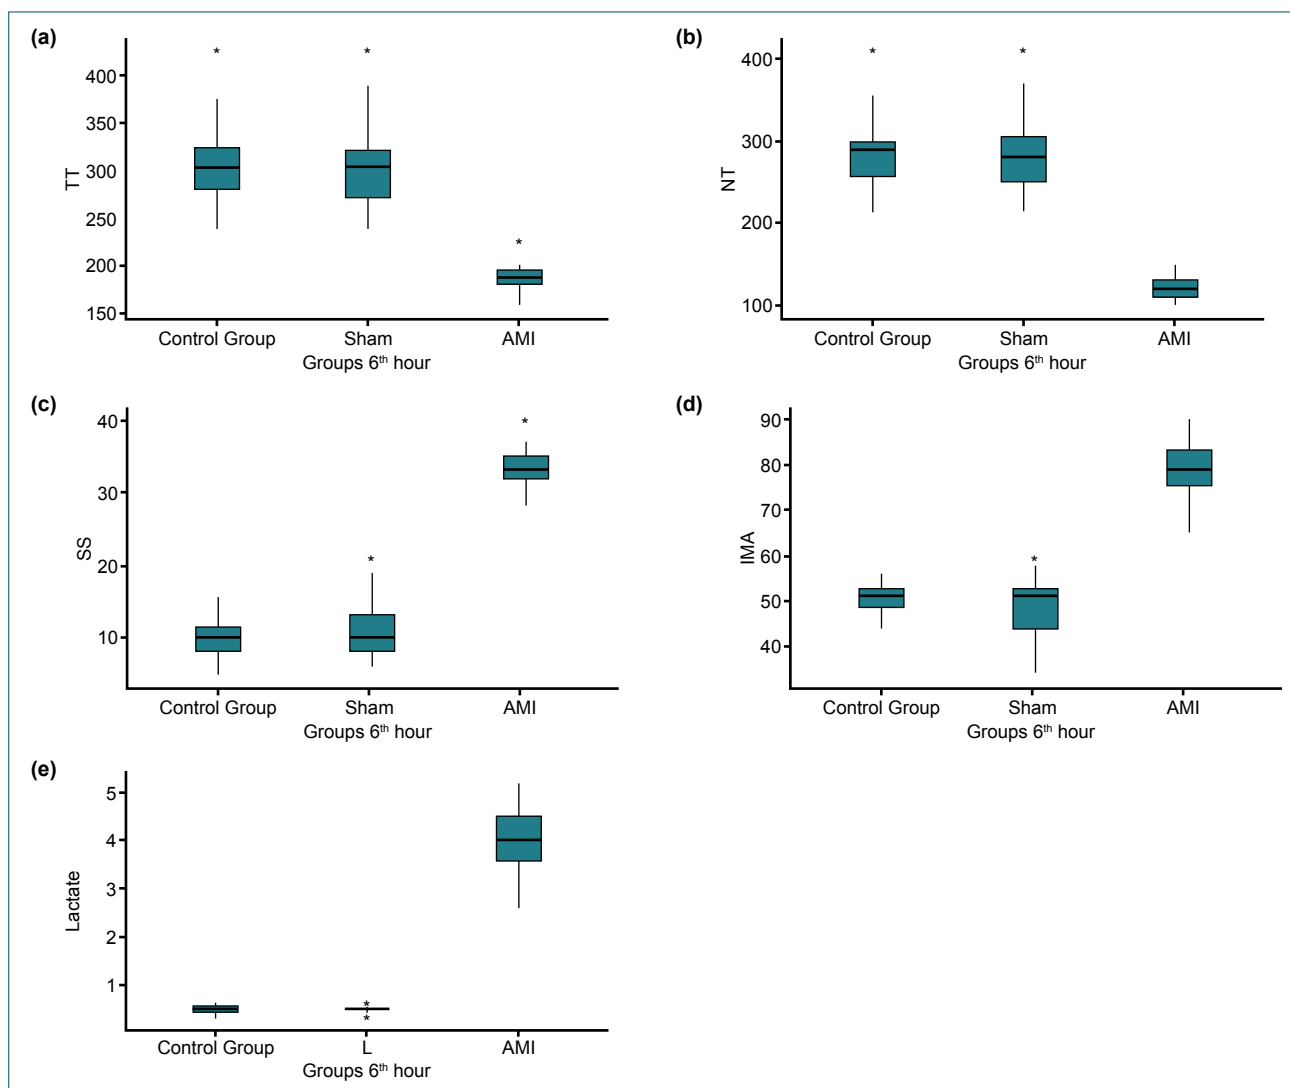 (a)
*
*
400
350
300
250
200
150
TT
*
Control Group Sham AMI
Groups 6th hour
(b)
*
*
400
300
200
100
NT
Control Group Sham AMI
Groups 6th hour
(c)
40
30
20
10
SS
*
*
Control Group Sham AMI
Groups 6th hour
(d)
90
80
70
60
50
40
IMA
*
Control Group Sham AMI
Groups 6th hour
(e)
5
4
3
2
1
Lactate
*
*
Control Group L AMI
Groups 6th hour